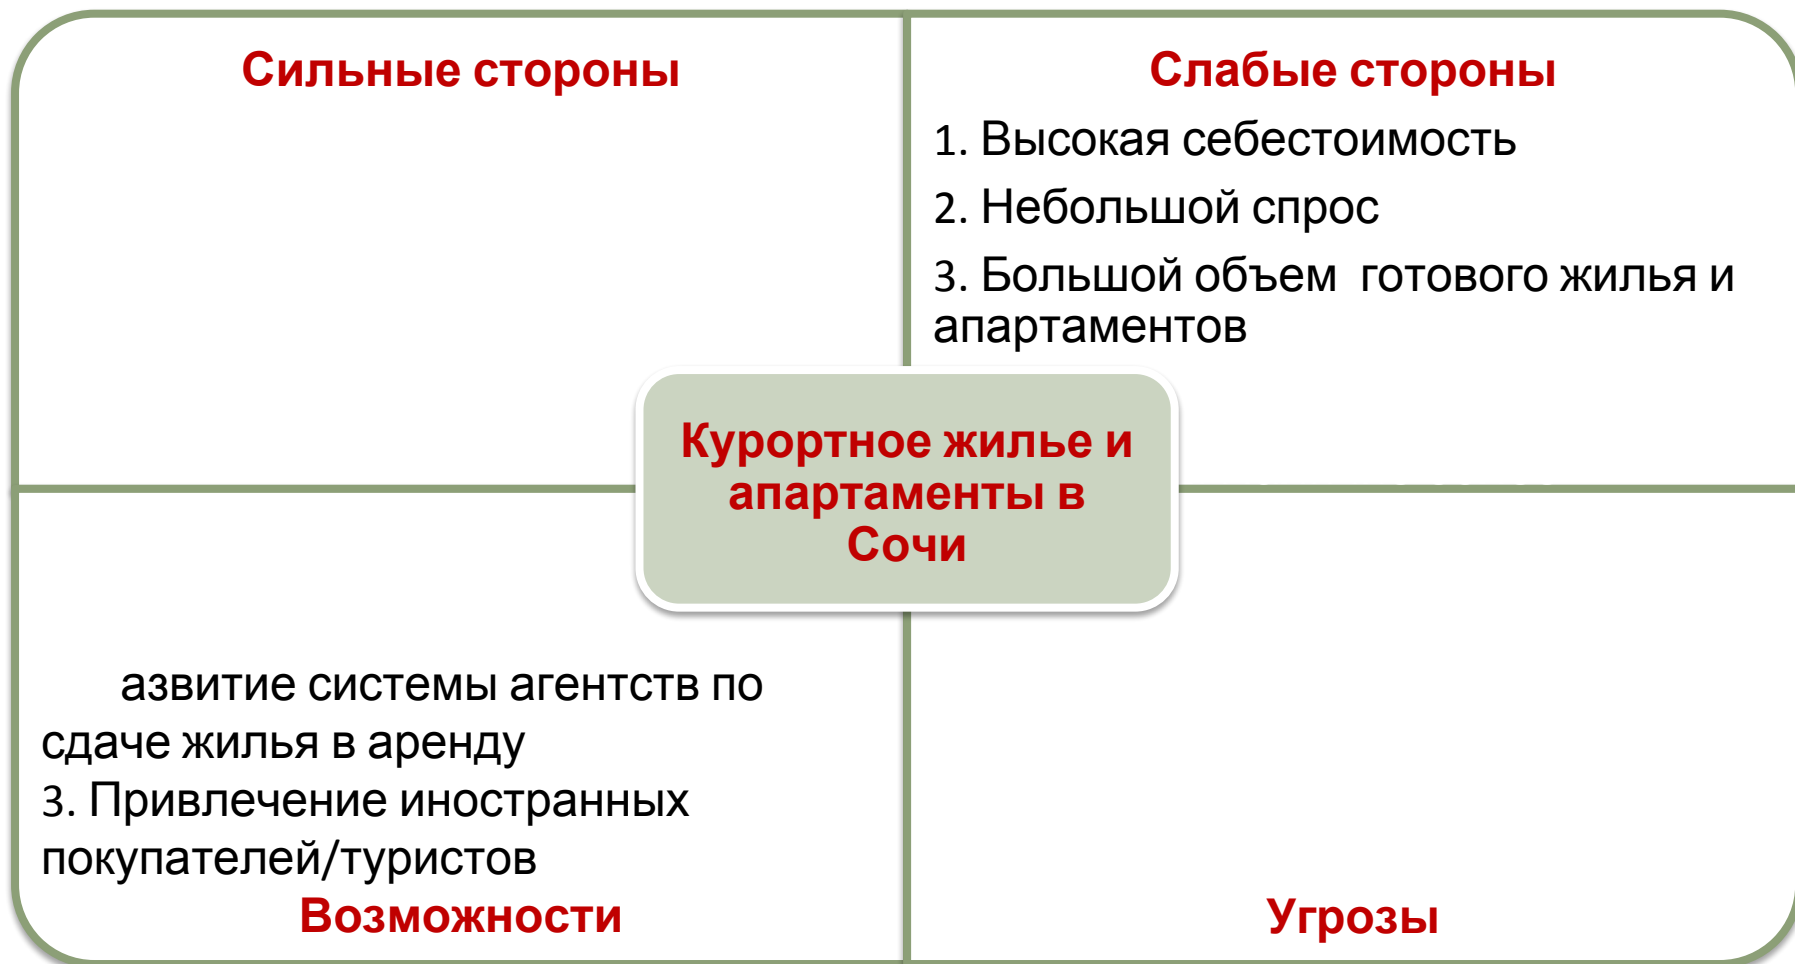 Сильные стороны
Слабые стороны
1. Высокая себестоимость
2. Небольшой спрос
3. Большой объем готового жилья и
апартаментов
Курортное жилье и
апартаменты в
Сочи
азвитие системы агентств по
сдаче жилья в аренду
3. Привлечение иностранных
покупателей/туристов
Возможности
Угрозы